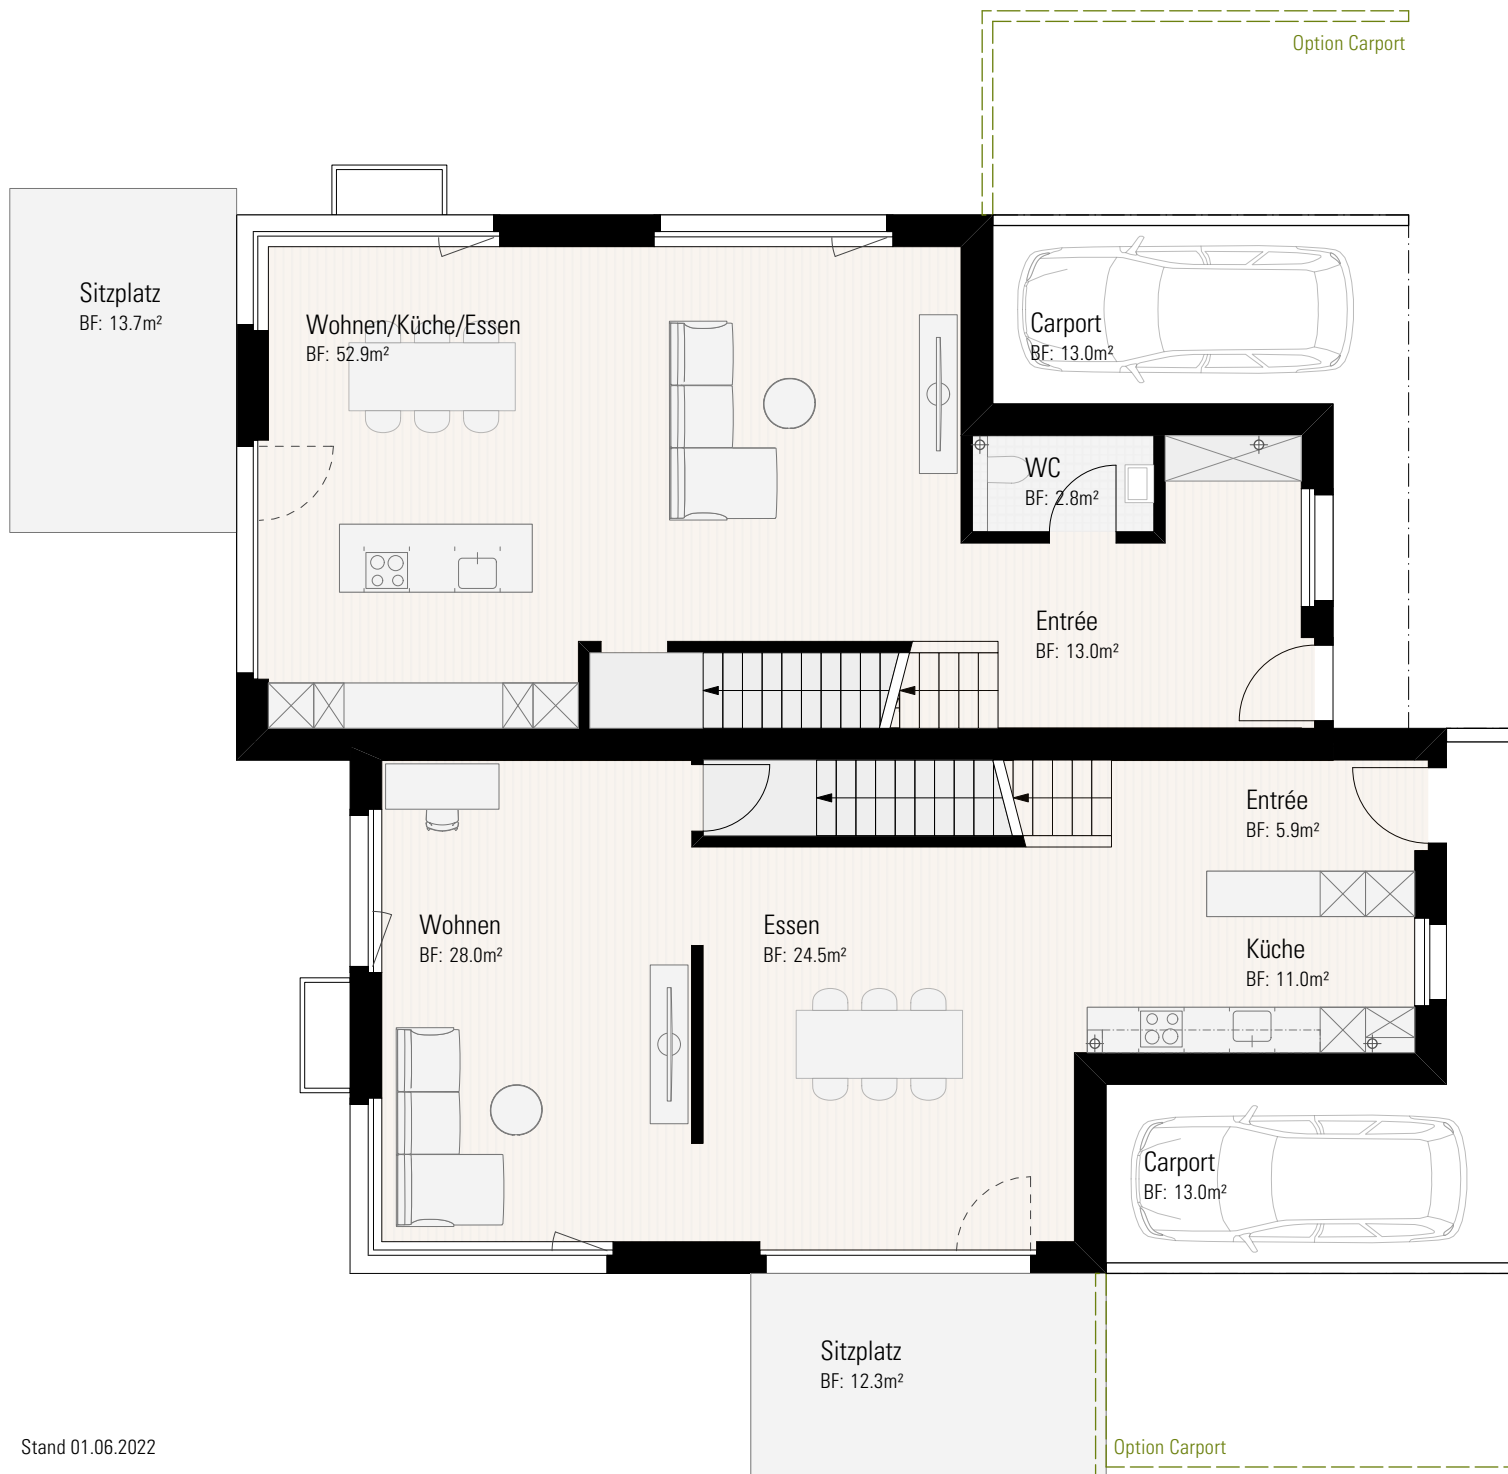 Option Carport
Sitzplatz
BF: 13.7m²
Wohnen/Küche/Essen
BF: 52.9m²
Carport
BF: 13.0m²
WC
BF: 2.8m²
Entrée
BF: 13.0m²
Entrée
BF: 5.9m²
Wohnen
BF: 28.0m²
Essen
BF: 24.5m²
Küche
BF: 11.0m²
Carport
BF: 13.0m²
Sitzplatz
BF: 12.3m²
Stand 01.06.2022
Option Carport